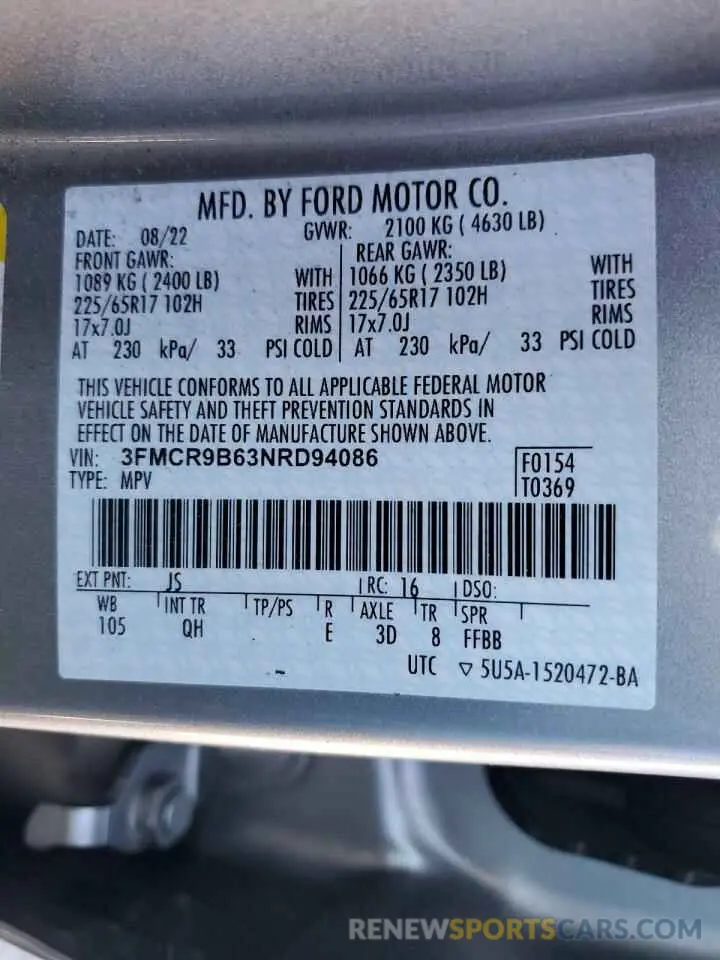 MFD. BY FORD MOTOR CO.
DATE: 08/22 GVWR: 2100 KG ( 4630 LB)
FRONT GAWR: REAR GAWR:
1089 KG ( 2400 LB) WITH 1066 KG ( 2350 LB) WITH
225/65R17 102H TIRES 225/65R17 102H TIRES
17x7.0J RIMS 17x7.0J RIMS
AT 230 kPa/ 33 PSI COLD AT 230 kPa/ 33 PSI COLD
THIS VEHICLE CONFORMS TO ALL APPLICABLE FEDERAL MOTOR
VEHICLE SAFETY AND THEFT PREVENTION STANDARDS IN
EFFECT ON THE DATE OF MANUFACTURE SHOWN ABOVE.
VIN: 3FMCR9B63NRD94086 F0154
TYPE: MPV T0369
EXT PNT: JS RC: 16 DSO:
WB INT TR TP/PS R AXLE TR SPR
105 QH E 3D 8 FFBB
UTC ▽ 5U5A-1520472-BA
RENEWSPORTSCARS.COM